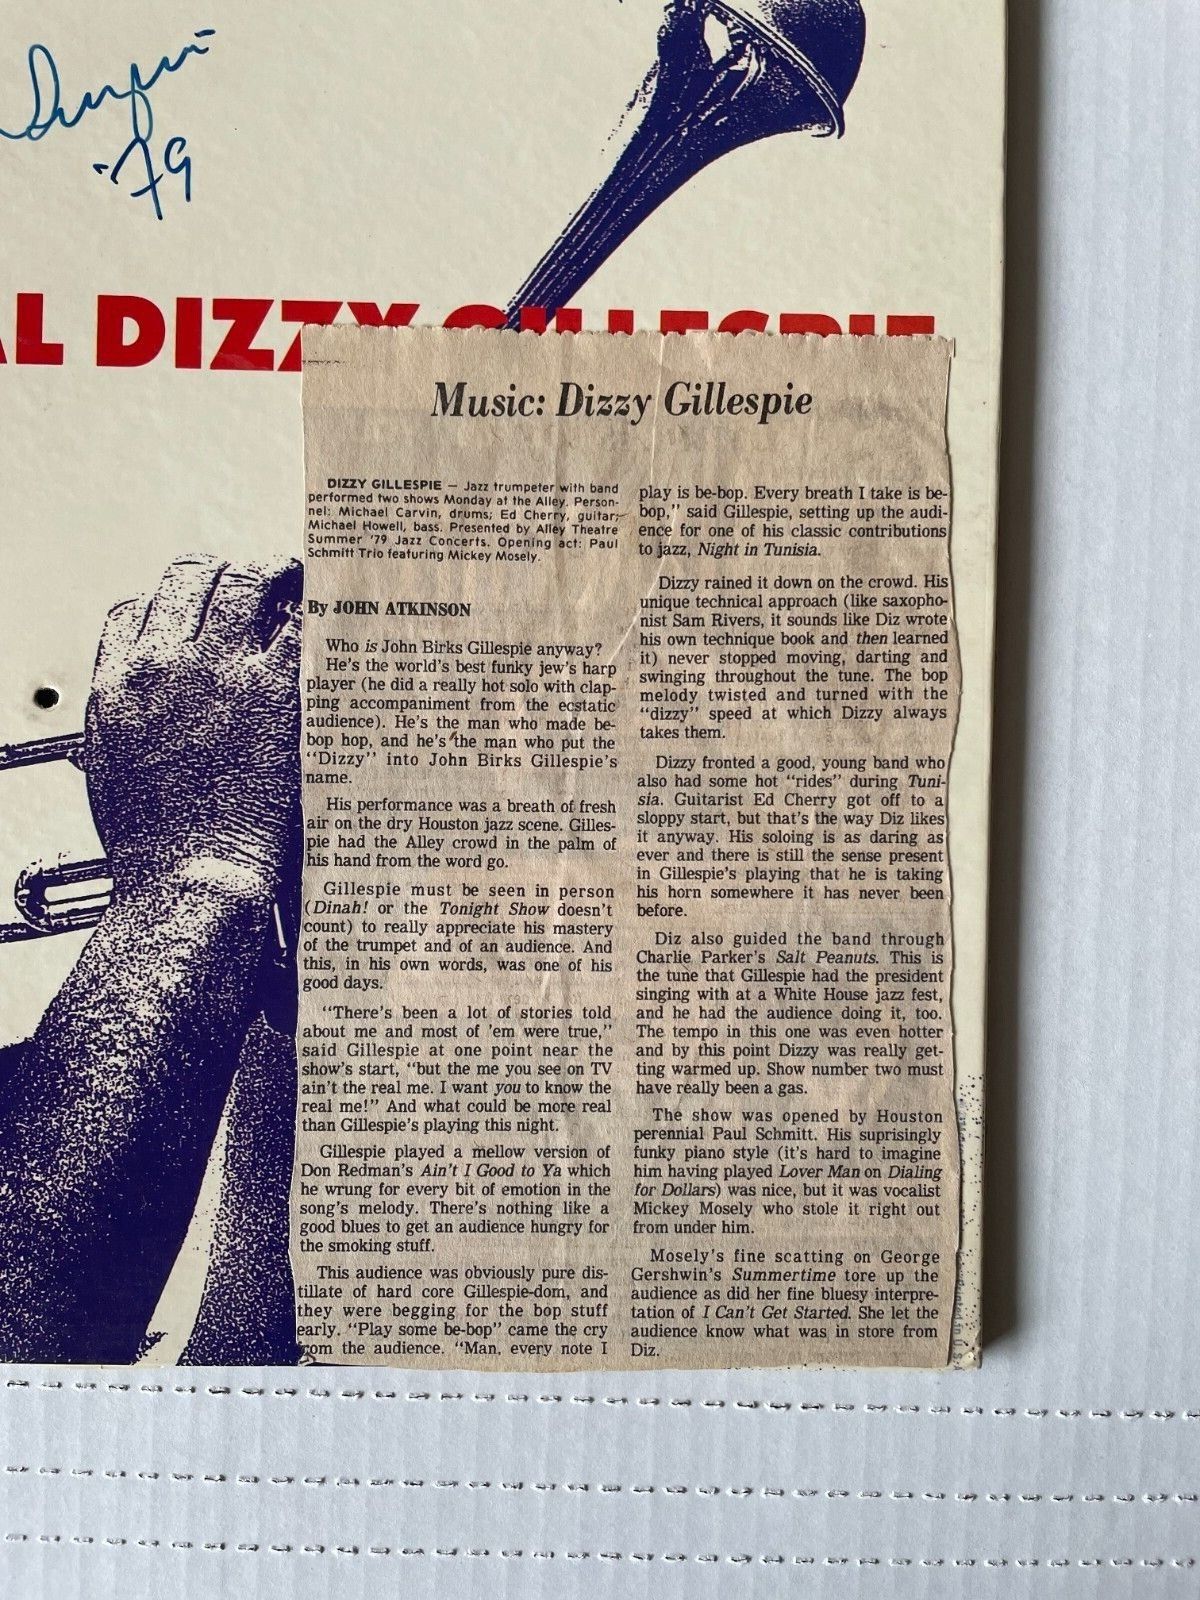 '79
AL DIZZY GILLESPIE
Music: Dizzy Gillespie
DIZZY GILLESPIE — Jazz trumpeter with band
performed two shows Monday at the Alley. Person-
nel: Michael Carvin, drums; Ed Cherry, guitar;
Michael Howell, bass. Presented by Alley Theatre
Summer '79 Jazz Concerts. Opening act: Paul
Schmitt Trio featuring Mickey Mosely.
By JOHN ATKINSON
Who is John Birks Gillespie anyway?
He's the world's best funky jew's harp
player (he did a really hot solo with clap-
ping accompaniment from the ecstatic
audience). He's the man who made be-
bop hop, and he's the man who put the
"Dizzy" into John Birks Gillespie's
name.
His performance was a breath of fresh
air on the dry Houston jazz scene. Gilles-
pie had the Alley crowd in the palm of
his hand from the word go.
Gillespie must be seen in person
(Dinah! or the Tonight Show doesn't
count) to really appreciate his mastery
of the trumpet and of an audience. And
this, in his own words, was one of his
good days.
"There's been a lot of stories told
about me and most of 'em were true,"
said Gillespie at one point near the
show's start, "but the me you see on TV
ain't the real me. I want you to know the
real me!" And what could be more real
than Gillespie's playing this night.
Gillespie played a mellow version of
Don Redman's Ain't I Good to Ya which
he wrung for every bit of emotion in the
song's melody. There's nothing like a
good blues to get an audience hungry for
the smoking stuff.
This audience was obviously pure dis-
tillate of hard core Gillespie-dom, and
they were begging for the bop stuff
early. "Play some be-bop" came the cry
from the audience. "Man, every note I
play is be-bop. Every breath I take is be-
bop," said Gillespie, setting up the audi-
ence for one of his classic contributions
to jazz, Night in Tunisia.
Dizzy rained it down on the crowd. His
unique technical approach (like saxopho-
nist Sam Rivers, it sounds like Diz wrote
his own technique book and then learned
it) never stopped moving, darting and
swinging throughout the tune. The bop
melody twisted and turned with the
"dizzy" speed at which Dizzy always
takes them.
Dizzy fronted a good, young band who
also had some hot "rides" during Tuni-
sia. Guitarist Ed Cherry got off to a
sloppy start, but that's the way Diz likes
it anyway. His soloing is as daring as
ever and there is still the sense present
in Gillespie's playing that he is taking
his horn somewhere it has never been
before.
Diz also guided the band through
Charlie Parker's Salt Peanuts. This is
the tune that Gillespie had the president
singing with at a White House jazz fest,
and he had the audience doing it, too.
The tempo in this one was even hotter
and by this point Dizzy was really get-
ting warmed up. Show number two must
have really been a gas.
The show was opened by Houston
perennial Paul Schmitt. His suprisingly
funky piano style (it's hard to imagine
him having played Lover Man on Dialing
for Dollars) was nice, but it was vocalist
Mickey Mosely who stole it right out
from under him.
Mosely's fine scatting on George
Gershwin's Summertime tore up the
audience as did her fine bluesy interpre-
tation of I Can't Get Started. She let the
audience know what was in store from
Diz.